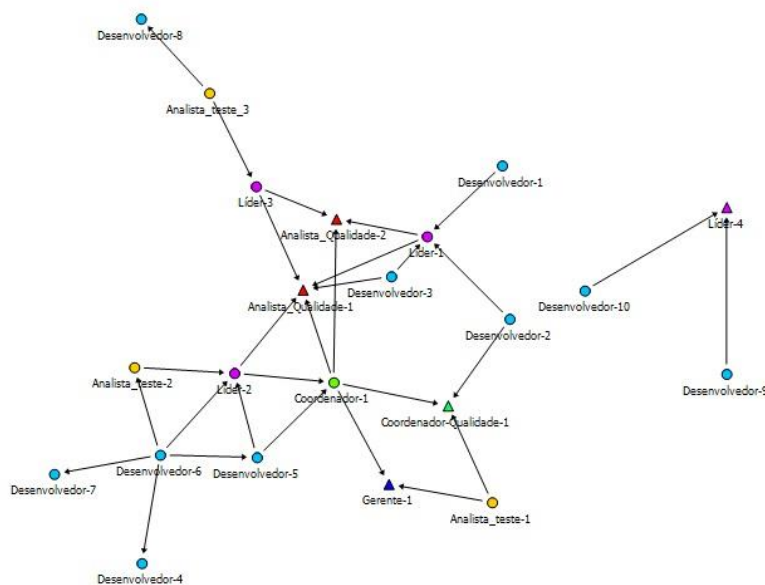 Desenvolvedor-8
Analista_teste_3
Desenvolvedor-1
Líder-3
Líder-4
Analista_Qualidade-2
Líder-1
Desenvolvedor-3
Analista_Qualidade-1
Desenvolvedor-10
Desenvolvedor-2
Analista_teste-2
Líder-2
Coordenador-1
Desenvolvedor-9
Coordenador-Qualidade-1
Desenvolvedor-6
Desenvolvedor-5
Desenvolvedor-7
Gerente-1
Analista_teste-1
Desenvolvedor-4